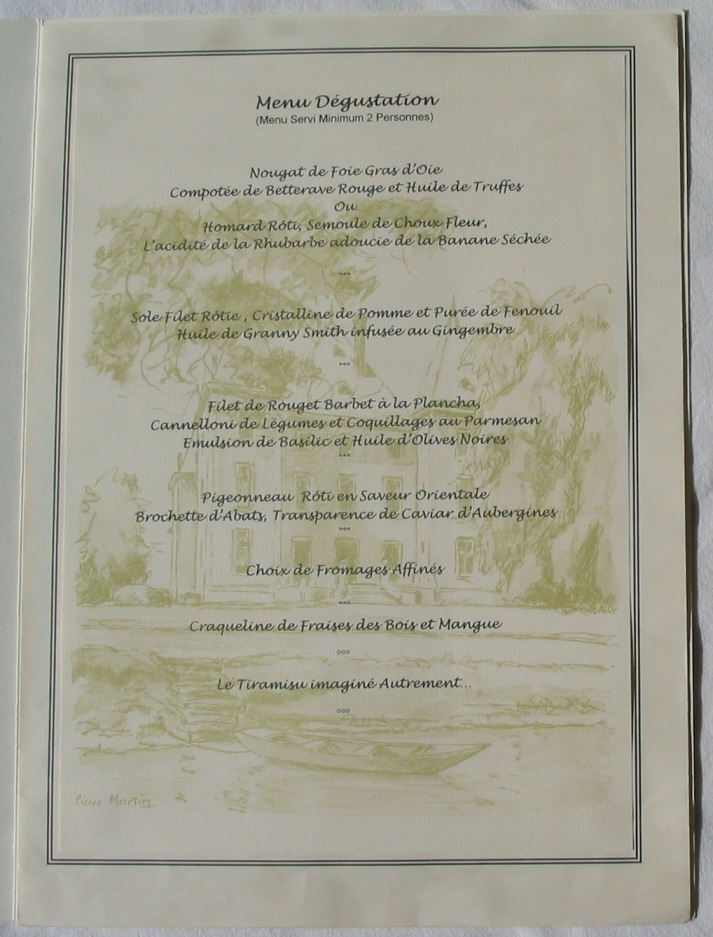 Menu Dégustation
(Menu Servi Minimum 2 Personnes)
Nougat de Foie Gras d'Oie
Compotée de Betterave Rouge et Huile de Truffes
Ou
Homard Rôti, Semoule de Choux Fleur,
L'acidité de la Rhubarbe adoucie de la Banane Séchée
***
Sole Filet Rôtie , Cristalline de Pomme et Purée de Fenouil
Huile de Granny Smith infusée au Gingembre
***
Filet de Rouget Barbet à la Plancha,
Cannelloni de Légumes et Coquillages au Parmesan
Emulsion de Basilic et Huile d'Olives Noires
***
Pigeonneau Rôti en Saveur Orientale
Brochette d'Abats, Transparence de Caviar d'Aubergines
***
Choix de Fromages Affinés
***
Craqueline de Fraises des Bois et Mangue
°°°
Le Tiramisu imaginé Autrement...
°°°
Pierre Martin